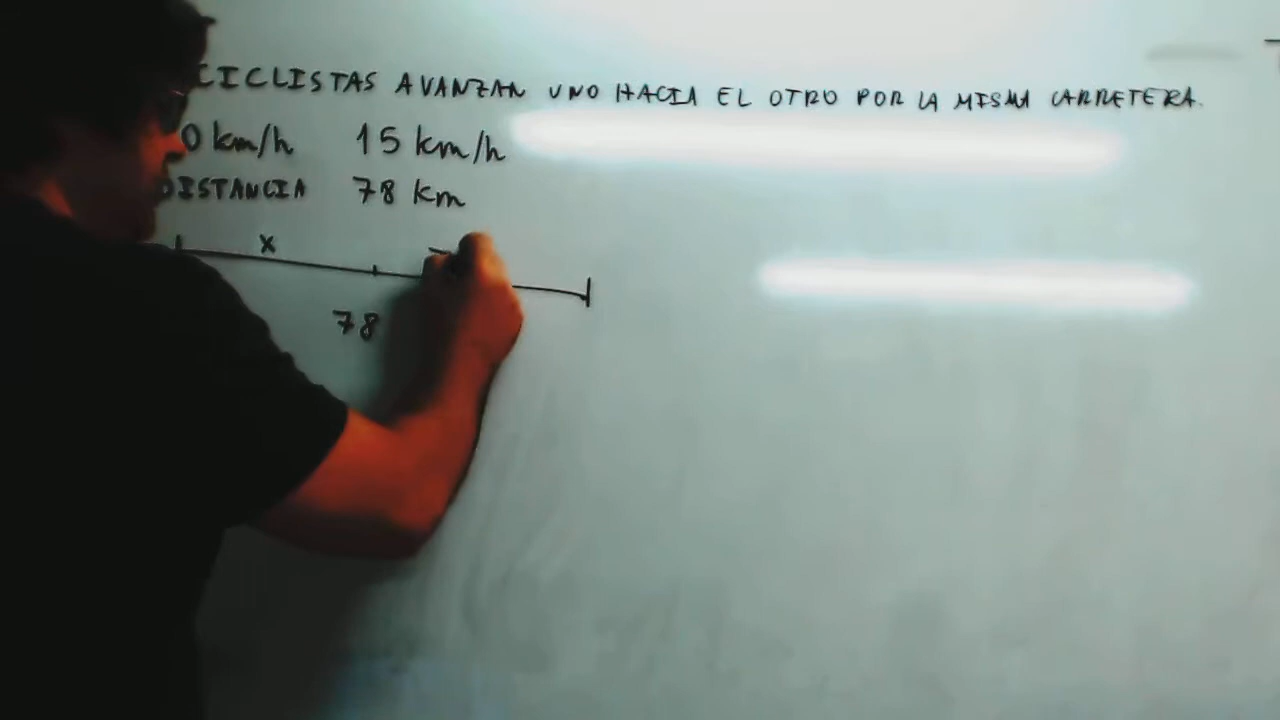 CICLISTAS AVANZAN UNO HACIA EL OTRO POR LA MISMA CARRETERA.
0 km/h 15 km/h
DISTANCIA 78 km
x
78